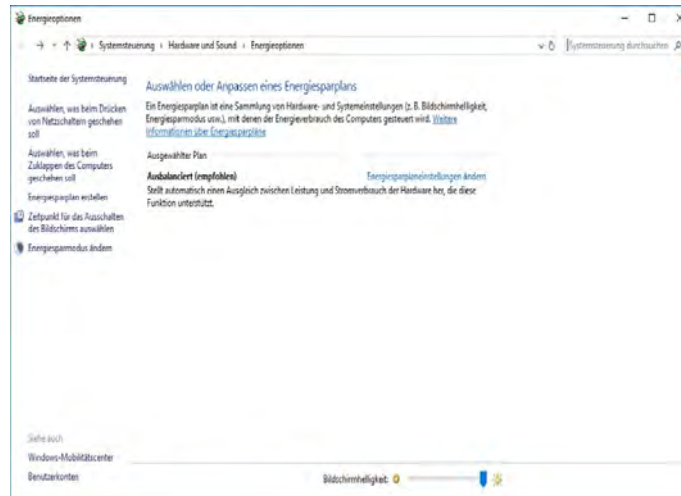 Energieoptionen
Systemsteuerung › Hardware und Sound › Energieoptionen
Systemsteuerung durchsuchen
Startseite der Systemsteuerung
Auswählen, was beim Drücken
von Netzschaltern geschehen
soll
Auswählen, was beim
Zuklappen des Computers
geschehen soll
Energiesparplan erstellen
Zeitpunkt für das Ausschalten
des Bildschirms auswählen
Energiesparmodus ändern
Auswählen oder Anpassen eines Energiesparplans
Ein Energiesparplan ist eine Sammlung von Hardware- und Systemeinstellungen (z. B. Bildschirmhelligkeit,
Energiesparmodus usw.), mit denen der Energieverbrauch des Computers gesteuert wird. Weitere
Informationen über Energiesparpläne
Ausgewählter Plan
Ausbalanciert (empfohlen) Energiesparplaneinstellungen ändern
Stellt automatisch einen Ausgleich zwischen Leistung und Stromverbrauch der Hardware her, die diese
Funktion unterstützt.
Siehe auch
Windows-Mobilitätscenter
Benutzerkonten
Bildschirmhelligkeit: